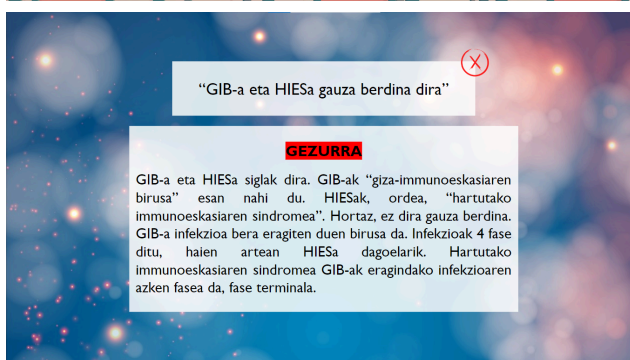 “GIB-a eta HIESa gauza berdina dira”
X
GEZURRA
GIB-a eta HIESa siglak dira. GIB-ak “giza-immunoeskasiaren
birusa” esan nahi du. HIESak, ordea, “hartutako
immunoeskasiaren sindromea”. Hortaz, ez dira gauza berdina.
GIB-a infekzioa bera eragiten duen birusa da. Infekzioak 4 fase
ditu, haien artean HIESa dagoelarik. Hartutako
immunoeskasiaren sindromea GIB-ak eragindako infekzioaren
azken fasea da, fase terminala.